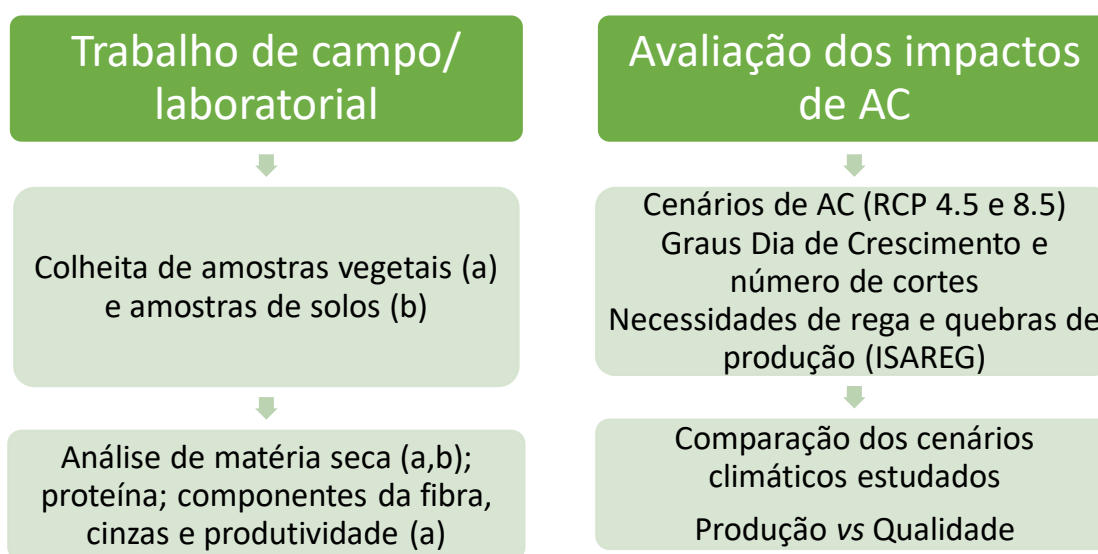 Trabalho de campo/
laboratorial
Colheita de amostras vegetais (a)
e amostras de solos (b)
Análise de matéria seca (a,b);
proteína; componentes da fibra,
cinzas e produtividade (a)
Avaliação dos impactos
de AC
Cenários de AC (RCP 4.5 e 8.5)
Graus Dia de Crescimento e
número de cortes
Necessidades de rega e quebras de
produção (ISAREG)
Comparação dos cenários
climáticos estudados
Produção vs Qualidade